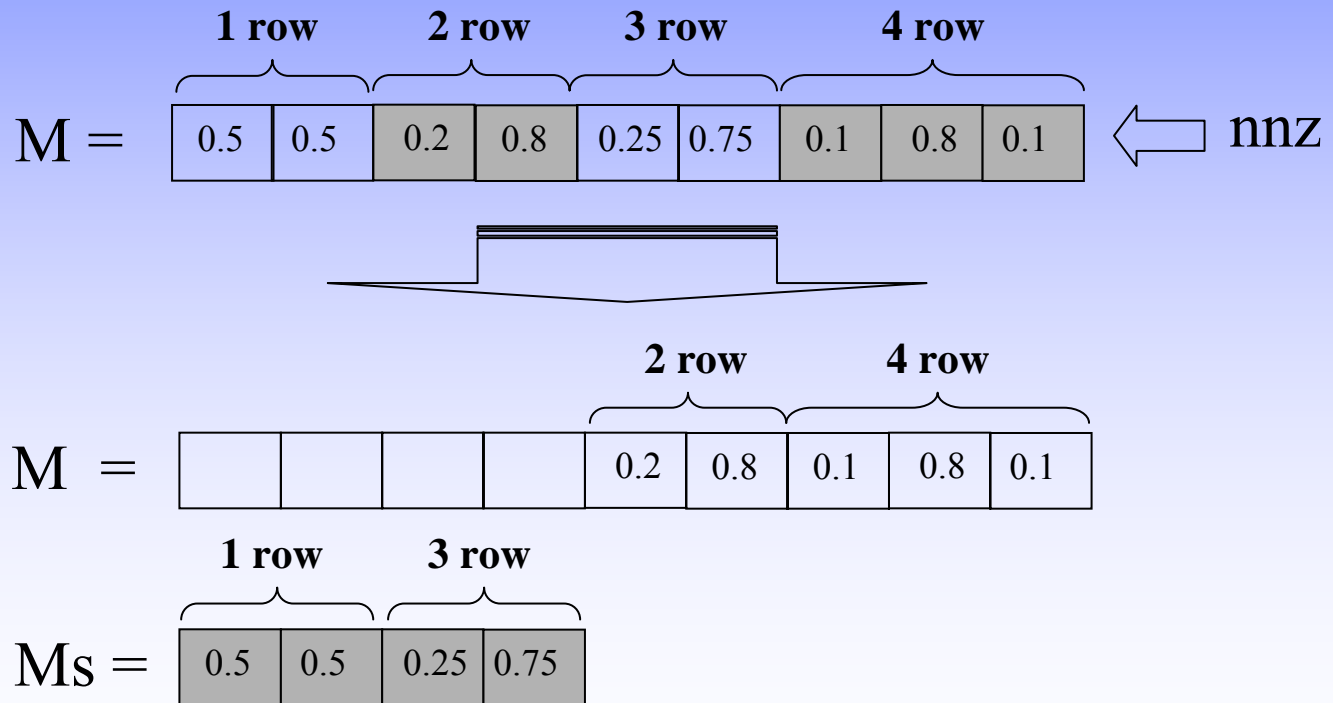 1 row 2 row 3 row 4 row
M = 0.5 0.5 0.2 0.8 0.25 0.75 0.1 0.8 0.1 nnz
2 row 4 row
M = 0.2 0.8 0.1 0.8 0.1
1 row 3 row
Ms = 0.5 0.5 0.25 0.75